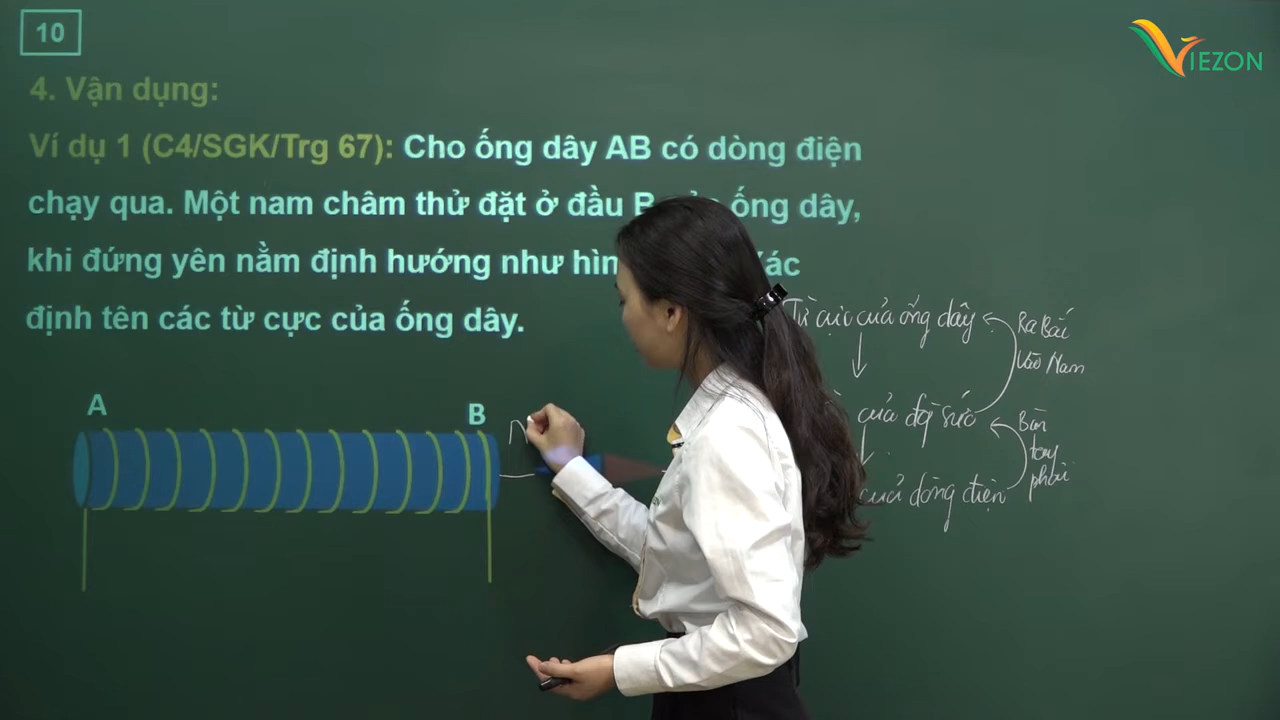 10
VIEZON
4. Vận dụng:
Ví dụ 1 (C4/SGK/Trg 67): Cho ống dây AB có dòng điện
chạy qua. Một nam châm thử đặt ở đầu B ống dây,
khi đứng yên nằm định hướng như
định tên các từ cực của ống dây.
Từ cực của ống dây
Ra Bắc
Vào Nam
của đg sức
Bàn
tay
phải
của dòng điện
A
B